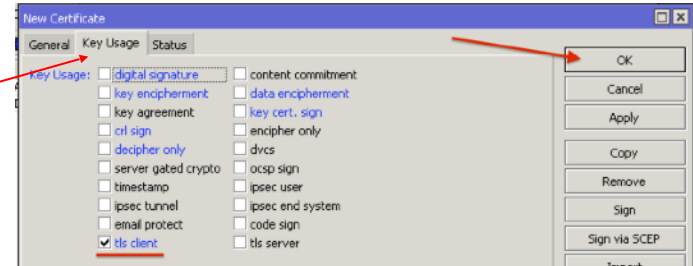 New Certificate
General Key Usage Status
OK
Key Usage: digital signature content commitment
key encipherment data encipherment
Cancel
key agreement key cert. sign
Apply
crl sign encipher only
decipher only dvcs
Copy
server gated crypto ocsp sign
Remove
timestamp ipsec user
ipsec tunnel ipsec end system
Sign
email protect code sign
tls client tls server
Sign via SCEP
Import